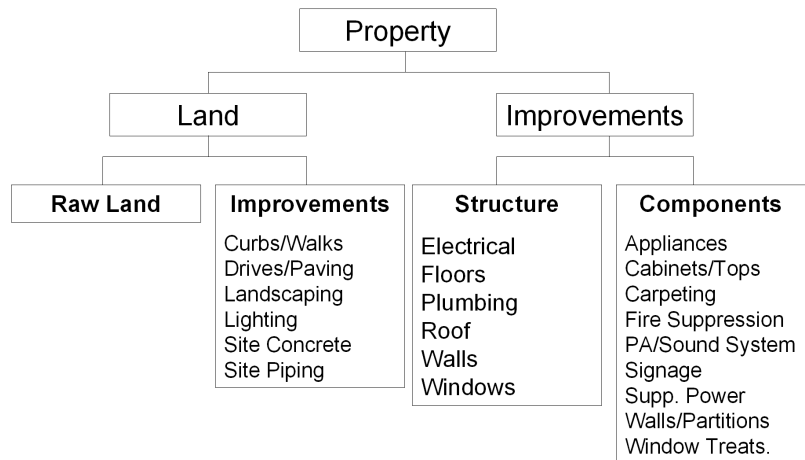 Property
Land
Improvements
Raw Land
Improvements
Curbs/Walks
Drives/Paving
Landscaping
Lighting
Site Concrete
Site Piping
Structure
Electrical
Floors
Plumbing
Roof
Walls
Windows
Components
Appliances
Cabinets/Tops
Carpeting
Fire Suppression
PA/Sound System
Signage
Supp. Power
Walls/Partitions
Window Treats.